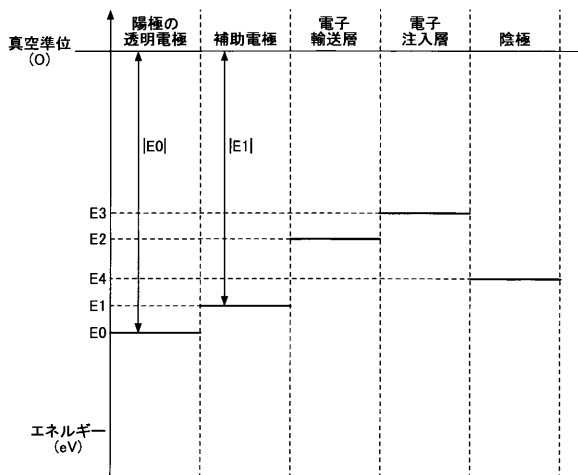 真空準位
(O)
陽極の
透明電極
補助電極
電子
輸送層
電子
注入層
陰極
|E0|
|E1|
E3
E2
E4
E1
E0
エネルギー
(eV)